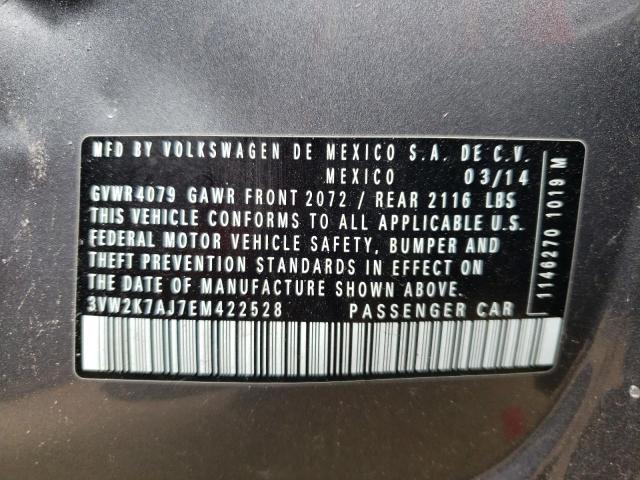 MFD BY VOLKSWAGEN DE MEXICO S.A. DE C.V.
MEXICO 03/14
GVWR4079 GAWR FRONT 2072 / REAR 2116 LBS
THIS VEHICLE CONFORMS TO ALL APPLICABLE U.S.
FEDERAL MOTOR VEHICLE SAFETY, BUMPER AND
THEFT PREVENTION STANDARDS IN EFFECT ON
THE DATE OF MANUFACTURE SHOWN ABOVE.
3VW2K7AJ7EM422528 PASSENGER CAR
1146270 1019 M